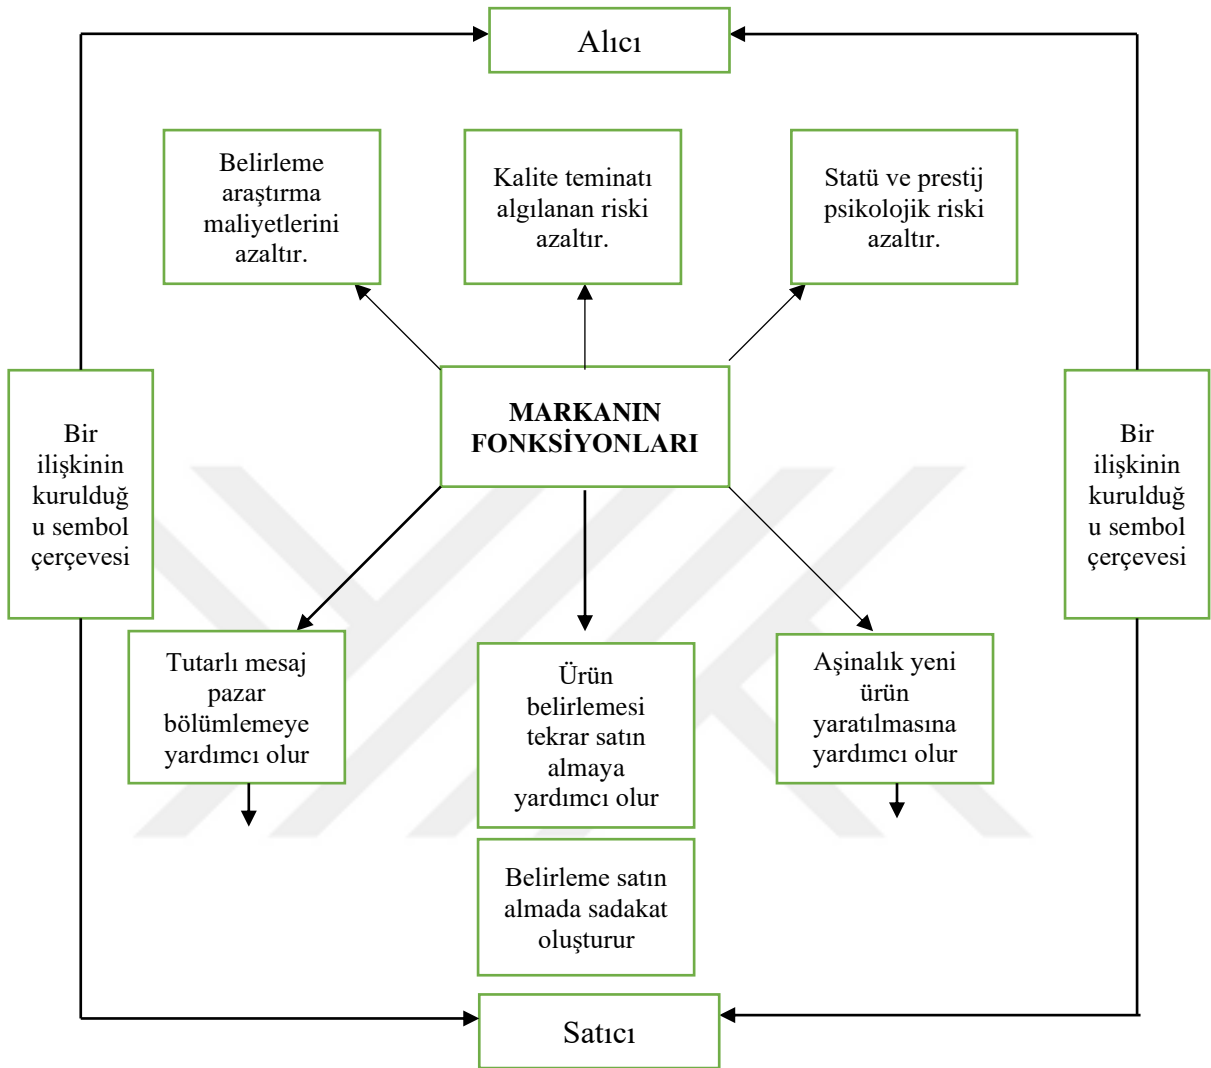 Alıcı
Belirleme
araştırma
maliyetlerini
azaltır.
Kalite teminatı
algılanan riski
azaltır.
Statü ve prestij
psikolojik riski
azaltır.
MARKANIN
FONKSİYONLARI
Bir
ilişkinin
kurulduğ
u sembol
çerçevesi
Bir
ilişkinin
kurulduğ
u sembol
çerçevesi
Tutarlı mesaj
pazar
bölümlemeye
yardımcı olur
Ürün
belirlemesi
tekrar satın
almaya
yardımcı olur
Aşinalık yeni
ürün
yaratılmasına
yardımcı olur
Belirleme satın
almada sadakat
oluşturur
Satıcı